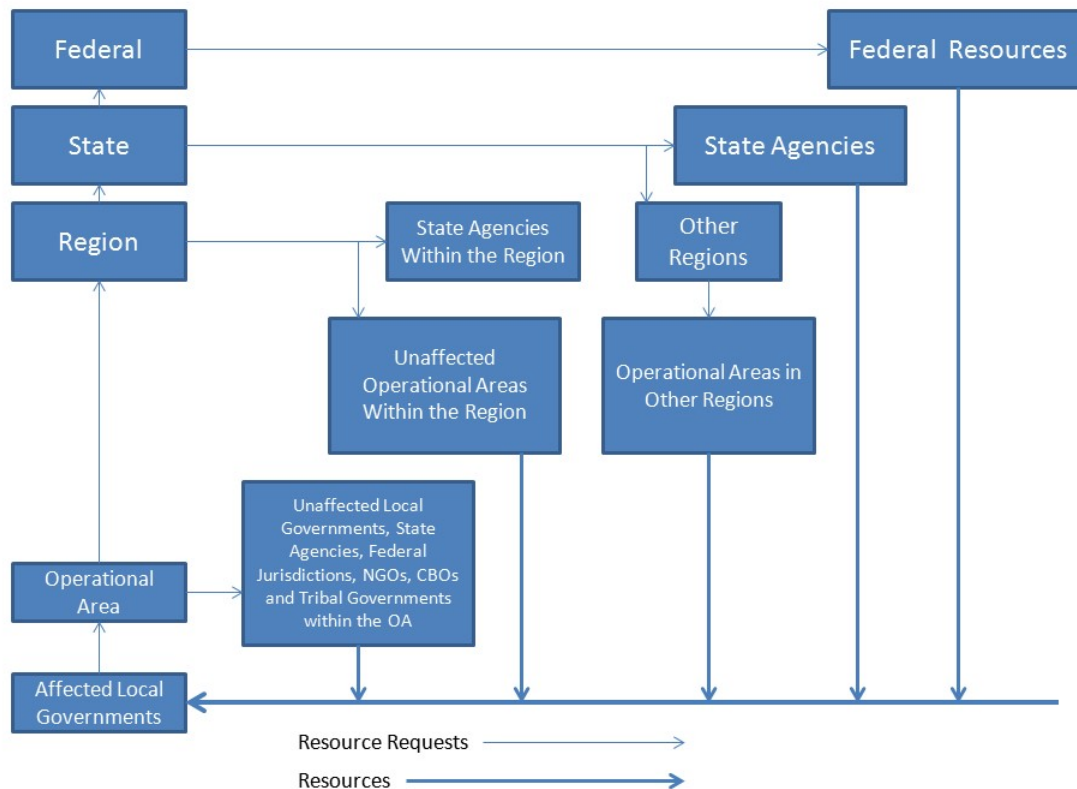 Federal
Federal Resources
State
State Agencies
Region
State Agencies
Within the Region
Other
Regions
Unaffected
Operational Areas
Within the Region
Operational Areas in
Other Regions
Unaffected Local
Governments, State
Agencies, Federal
Jurisdictions, NGOs, CBOs
and Tribal Governments
within the OA
Operational
Area
Affected Local
Governments
Resource Requests
Resources